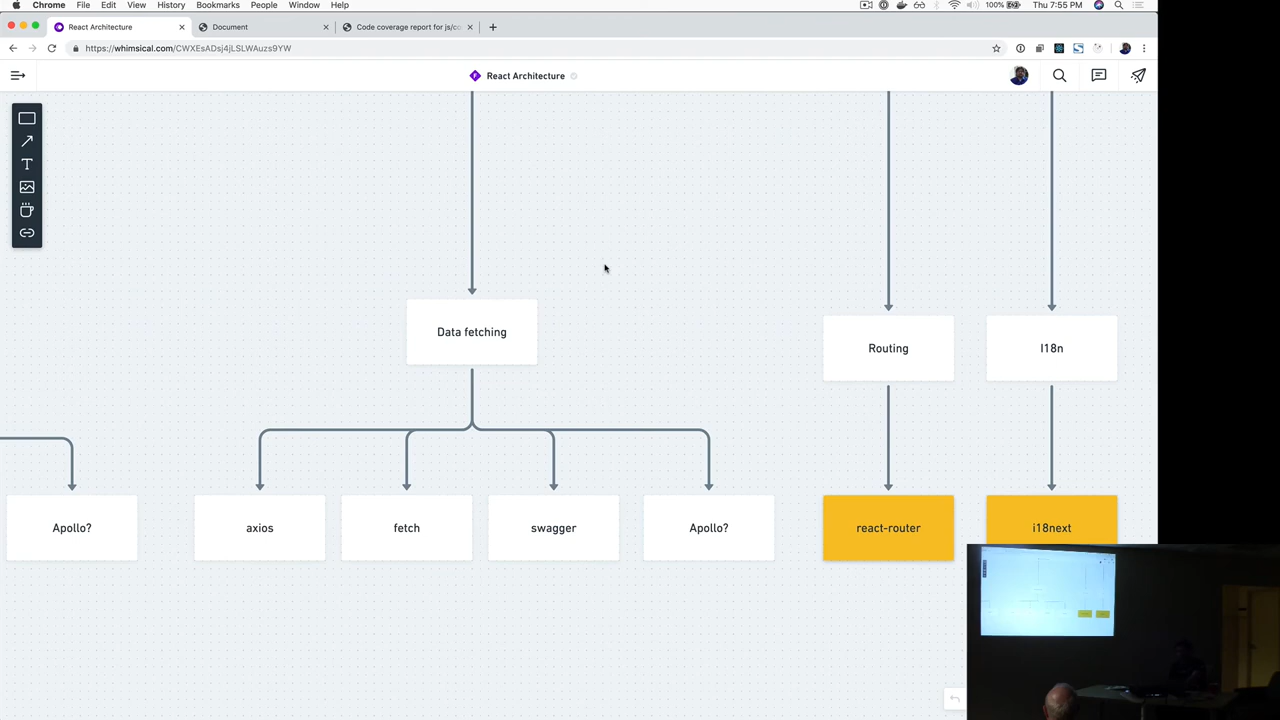 Chrome File Edit View History Bookmarks People Window Help 100% Thu 7:55 PM
React Architecture Document Code coverage report for js/co
https://whimsical.com/CWXEsADsj4jLSLWAuzs9YW
React Architecture
T
Data fetching
Routing
I18n
Apollo?
axios
fetch
swagger
Apollo?
react-router
i18next